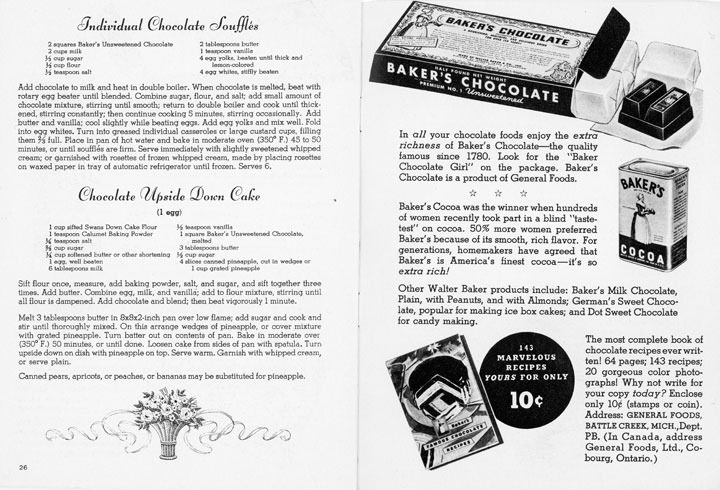 Individual Chocolate Soufflés
2 squares Baker's Unsweetened Chocolate
2 cups milk
½ cup sugar
⅓ cup flour
½ teaspoon salt
2 tablespoons butter
1 teaspoon vanilla
4 egg yolks, beaten until thick and
lemon-colored
4 egg whites, stiffly beaten
Add chocolate to milk and heat in double boiler. When chocolate is melted, beat with
rotary egg beater until blended. Combine sugar, flour, and salt; add small amount of
chocolate mixture, stirring until smooth; return to double boiler and cook until thick-
ened, stirring constantly; then continue cooking 5 minutes, stirring occasionally. Add
butter and vanilla; cool slightly while beating eggs. Add egg yolks and mix well. Fold
into egg whites. Turn into greased individual casseroles or large custard cups, filling
them ⅔ full. Place in pan of hot water and bake in moderate oven (350° F.) 45 to 50
minutes, or until soufflés are firm. Serve immediately with slightly sweetened whipped
cream; or garnished with rosettes of frozen whipped cream, made by placing rosettes
on waxed paper in tray of automatic refrigerator until frozen. Serves 6.
Chocolate Upside Down Cake
(1 egg)
1 cup sifted Swans Down Cake Flour
1 teaspoon Calumet Baking Powder
teaspoon salt
cup sugar
¼ cup softened butter or other shortening
1 egg, well beaten
6 tablespoons milk
½ teaspoon vanilla
1 square Baker's Unsweetened Chocolate,
melted
3 tablespoons butter
½ cup sugar
4 slices canned pineapple, cut in wedges or
1 cup grated pineapple
Sift flour once, measure, add baking powder, salt, and sugar, and sift together three
times. Add butter. Combine egg, milk, and vanilla; add to flour mixture, stirring until
all flour is dampened. Add chocolate and blend; then beat vigorously 1 minute.
Melt 3 tablespoons butter in 8x8x2-inch pan over low flame; add sugar and cook and
stir until thoroughly mixed. On this arrange wedges of pineapple, or cover mixture
with grated pineapple. Turn batter out on contents of pan. Bake in moderate oven
(350° F.) 50 minutes, or until done. Loosen cake from sides of pan with spatula. Turn
upside down on dish with pineapple on top. Serve warm. Garnish with whipped cream,
or serve plain.
Canned pears, apricots, or peaches, or bananas may be substituted for pineapple.
26
BAKER'S CHOCOLATE
HALF POUND NET WEIGHT
BAKER'S CHOCOLATE
PREMIUM NO. 1 Unsweetened
In all your chocolate foods enjoy the extra
richness of Baker's Chocolate—the quality
famous since 1780. Look for the "Baker
Chocolate Girl" on the package. Baker's
Chocolate is a product of General Foods.
☆ ☆ ☆
Baker's Cocoa was the winner when hundreds
of women recently took part in a blind "taste-
test" on cocoa. 50% more women preferred
Baker's because of its smooth, rich flavor. For
generations, homemakers have agreed that
Baker's is America's finest cocoa—it's so
extra rich!
BAKER'S
COCOA
Other Walter Baker products include: Baker's Milk Chocolate,
Plain, with Peanuts, and with Almonds; German's Sweet Choco-
late, popular for making ice box cakes; and Dot Sweet Chocolate
for candy making.
143
MARVELOUS
RECIPES
YOURS FOR ONLY
10¢
Baker's
FAMOUS CHOCOLATE
RECIPES
The most complete book of
chocolate recipes ever writ-
ten! 64 pages; 143 recipes;
20 gorgeous color photo-
graphs! Why not write for
your copy today? Enclose
only 10¢ (stamps or coin).
Address: GENERAL FOODS,
BATTLE CREEK, MICH., Dept.
PB. (In Canada, address
General Foods, Ltd., Co-
bourg, Ontario.)